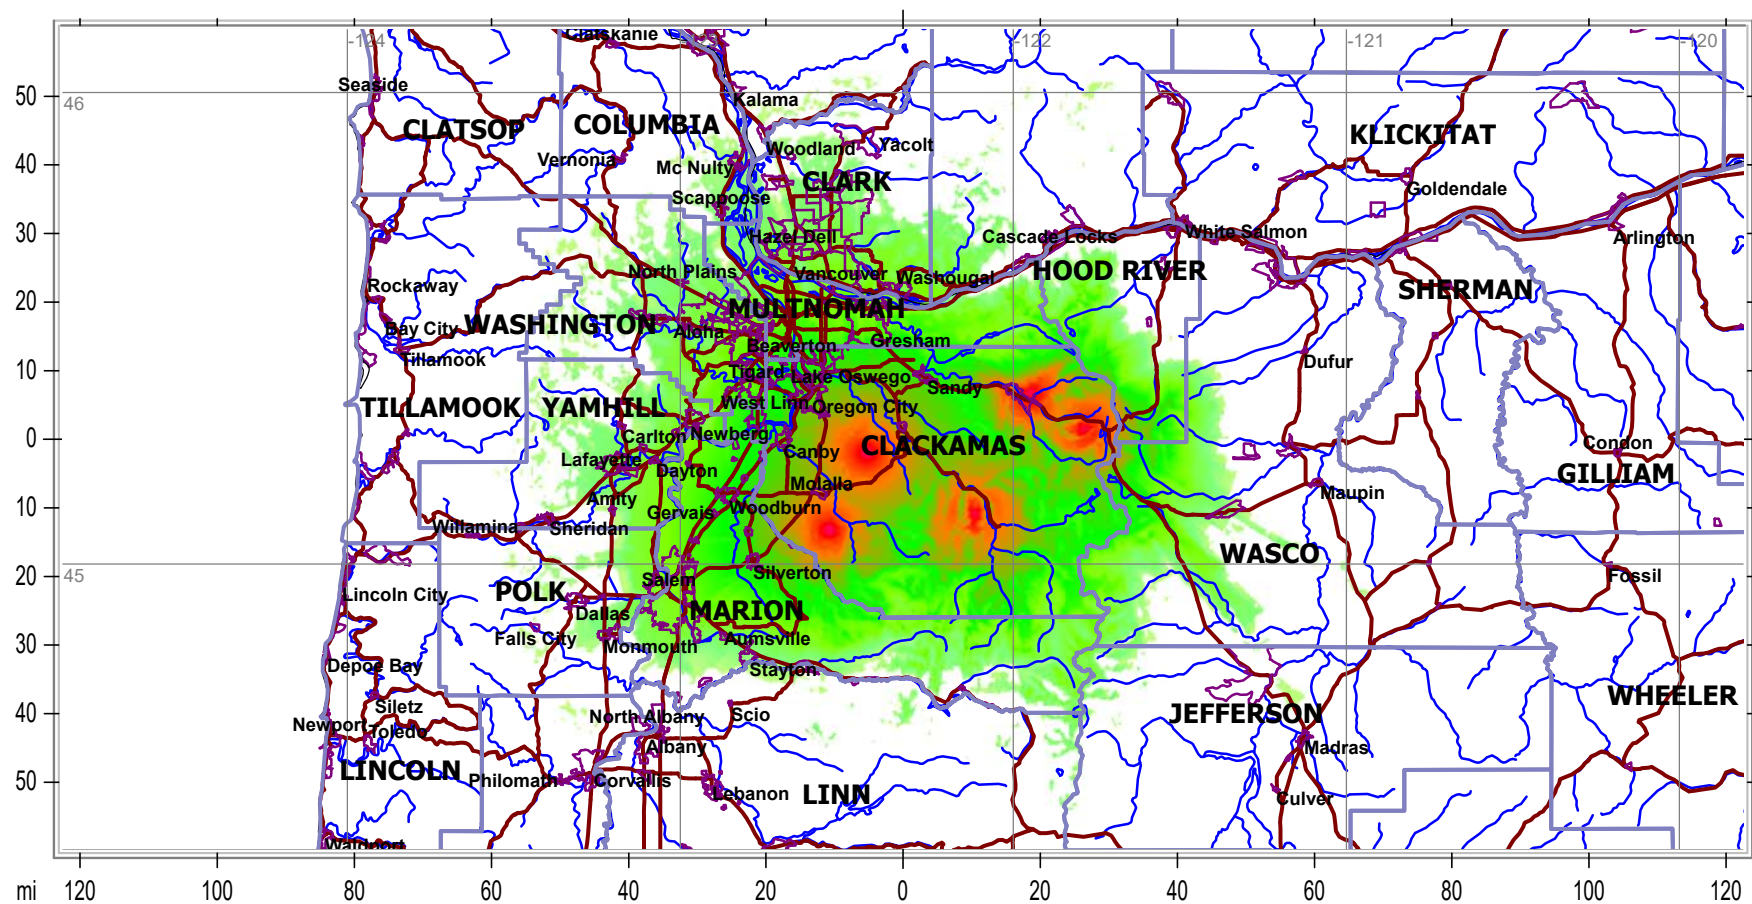 Clatskanie
-124
-122
-121
-120
Seaside
50
46
Kalama
CLATSOP
COLUMBIA
KLICKITAT
Vernonia
Woodland
Yacolt
40
Mc Nulty
CLARK
Goldendale
Scappoose
30
Hazel Dell
Cascade Locks
White Salmon
Arlington
North Plains
Vancouver
Washougal
HOOD RIVER
Rockaway
SHERMAN
20
MULTNOMAH
Bay City
WASHINGTON
Aloha
Beaverton
Gresham
Tillamook
Dufur
10
Tigard
Lake Oswego
Sandy
TILLAMOOK
YAMHILL
West Linn
Oregon City
0
Carlton
Newberg
CLACKAMAS
Condon
Canby
Lafayette
Dayton
GILLIAM
Molalla
Maupin
Amity
10
Gervais
Woodburn
Willamina
Sheridan
WASCO
45
20
Salem
Silverton
Fossil
Lincoln City
POLK
Dallas
MARION
30
Falls City
Monmouth
Aumsville
Depoe Bay
Stayton
WHEELER
40
Siletz
North Albany
Scio
JEFFERSON
Newport
Toledo
Albany
Madras
LINCOLN
50
Philomath
Corvallis
Lebanon
LINN
Culver
Waldport
mi
120
100
80
60
40
20
0
20
40
60
80
100
120